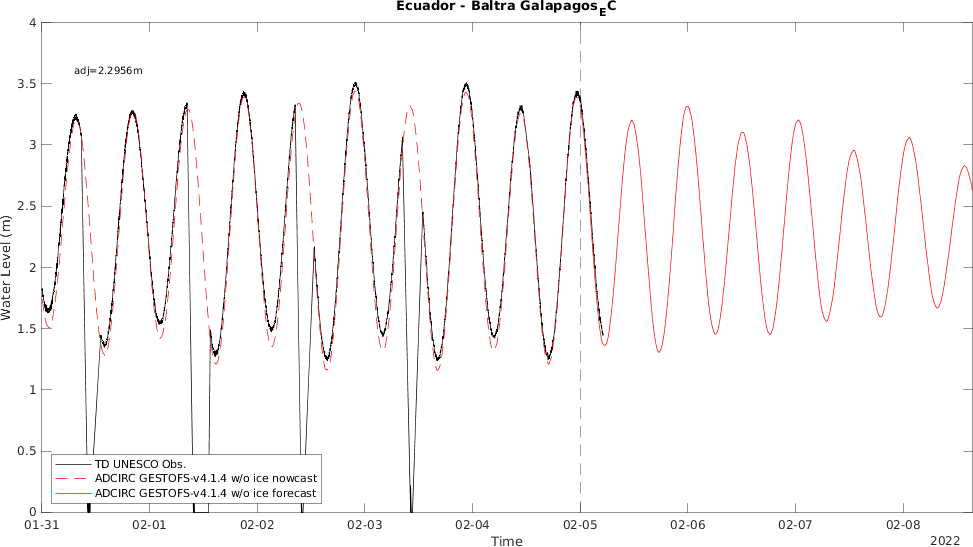 Ecuador - Baltra Galapagos_EC
4
adj=2.2956m
3.5
3
2.5
2
1.5
1
0.5
0
Water Level (m)
TD UNESCO Obs.
ADCIRC GESTOFS-v4.1.4 w/o ice nowcast
ADCIRC GESTOFS-v4.1.4 w/o ice forecast
01-31 02-01 02-02 02-03 02-04 02-05 02-06 02-07 02-08
Time 2022